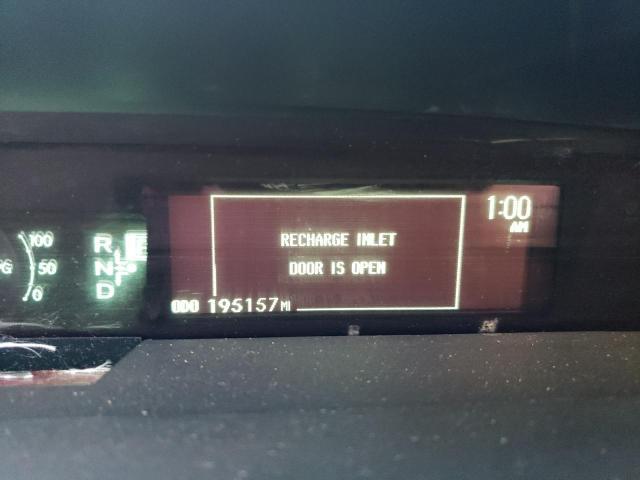 1:00
AM
RECHARGE INLET
DOOR IS OPEN
ODO 195157 MI
100
50
0
R
N
D